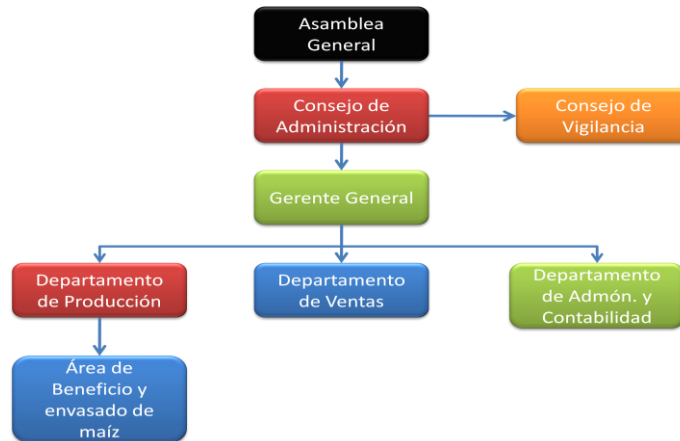 Asamblea
General
Consejo de
Administración
Consejo de
Vigilancia
Gerente General
Departamento
de Producción
Departamento
de Ventas
Departamento
de Admón. y
Contabilidad
Área de
Beneficio y
envasado de
maíz